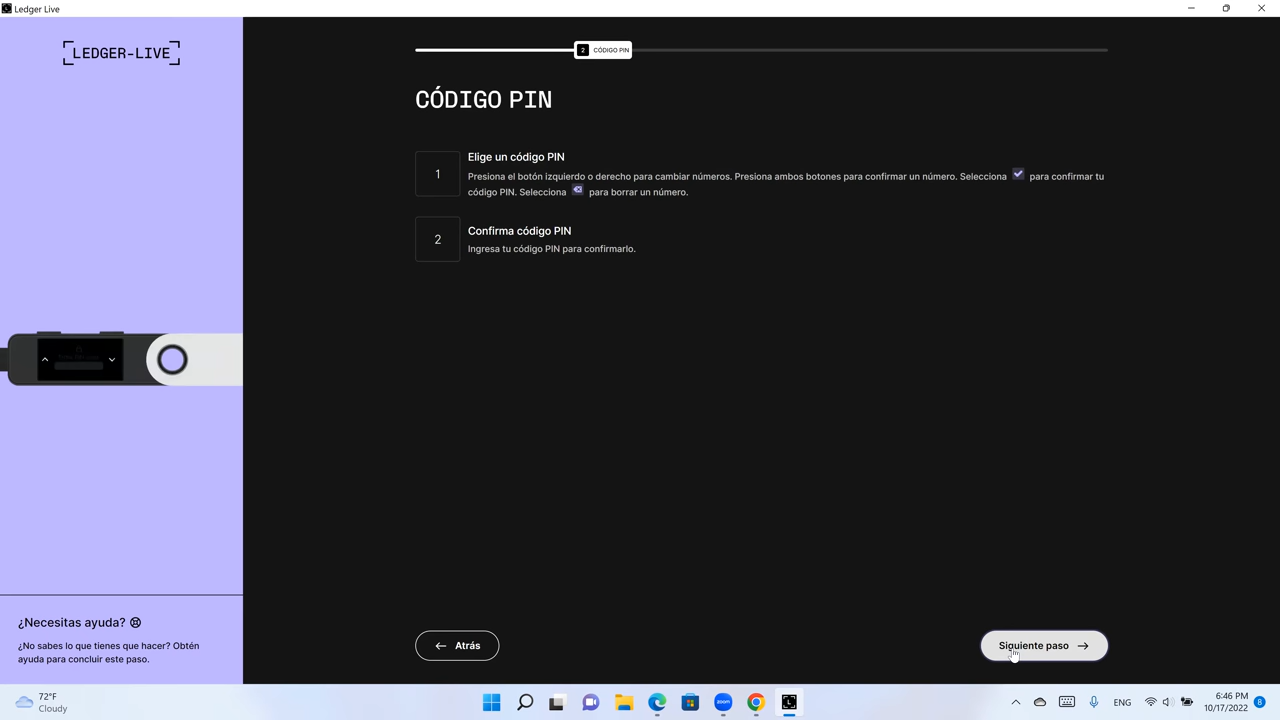 Ledger Live
LEDGER-LIVE
2 CÓDIGO PIN
CÓDIGO PIN
1
Elige un código PIN
Presiona el botón izquierdo o derecho para cambiar números. Presiona ambos botones para confirmar un número. Selecciona para confirmar tu
código PIN. Selecciona para borrar un número.
2
Confirma código PIN
Ingresa tu código PIN para confirmarlo.
¿Necesitas ayuda?
¿No sabes lo que tienes que hacer? Obtén
ayuda para concluir este paso.
Atrás
Siguiente paso
72°F
Cloudy
zoom
ENG
6:46 PM
10/17/2022
8